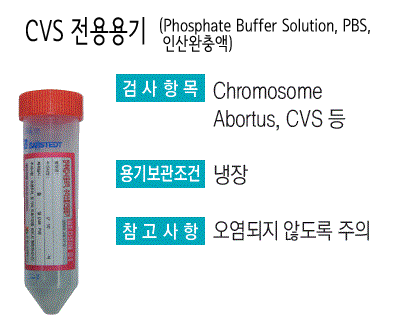 CVS 전용용기 (Phosphate Buffer Solution, PBS,
인산완충액)
검사항목 Chromosome
Abortus, CVS 등
용기보관조건 냉장
참고사항 오염되지 않도록 주의
SARSTEDT